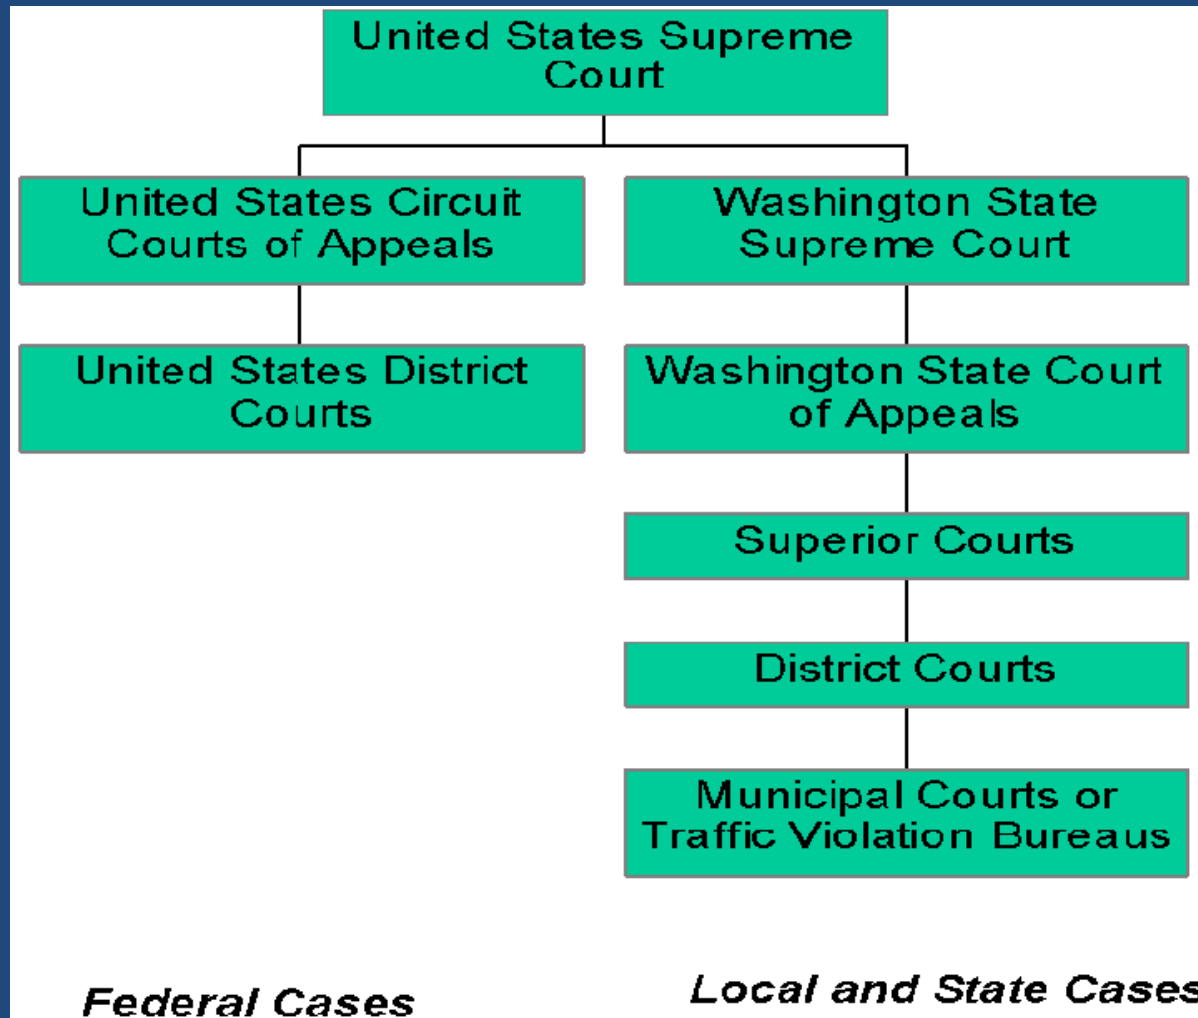 United States Supreme
Court
United States Circuit
Courts of Appeals
Washington State
Supreme Court
United States District
Courts
Washington State Court
of Appeals
Superior Courts
District Courts
Municipal Courts or
Traffic Violation Bureaus
Federal Cases
Local and State Cases